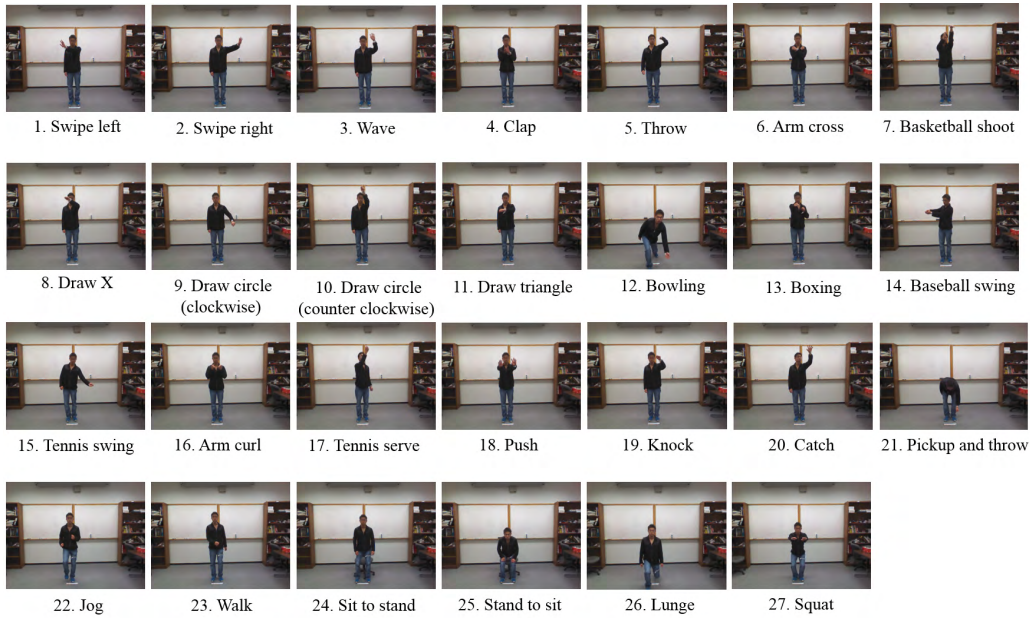 1. Swipe left
2. Swipe right
3. Wave
4. Clap
5. Throw
6. Arm cross
7. Basketball shoot
8. Draw X
9. Draw circle
(clockwise)
10. Draw circle
(counter clockwise)
11. Draw triangle
12. Bowling
13. Boxing
14. Baseball swing
15. Tennis swing
16. Arm curl
17. Tennis serve
18. Push
19. Knock
20. Catch
21. Pickup and throw
22. Jog
23. Walk
24. Sit to stand
25. Stand to sit
26. Lunge
27. Squat